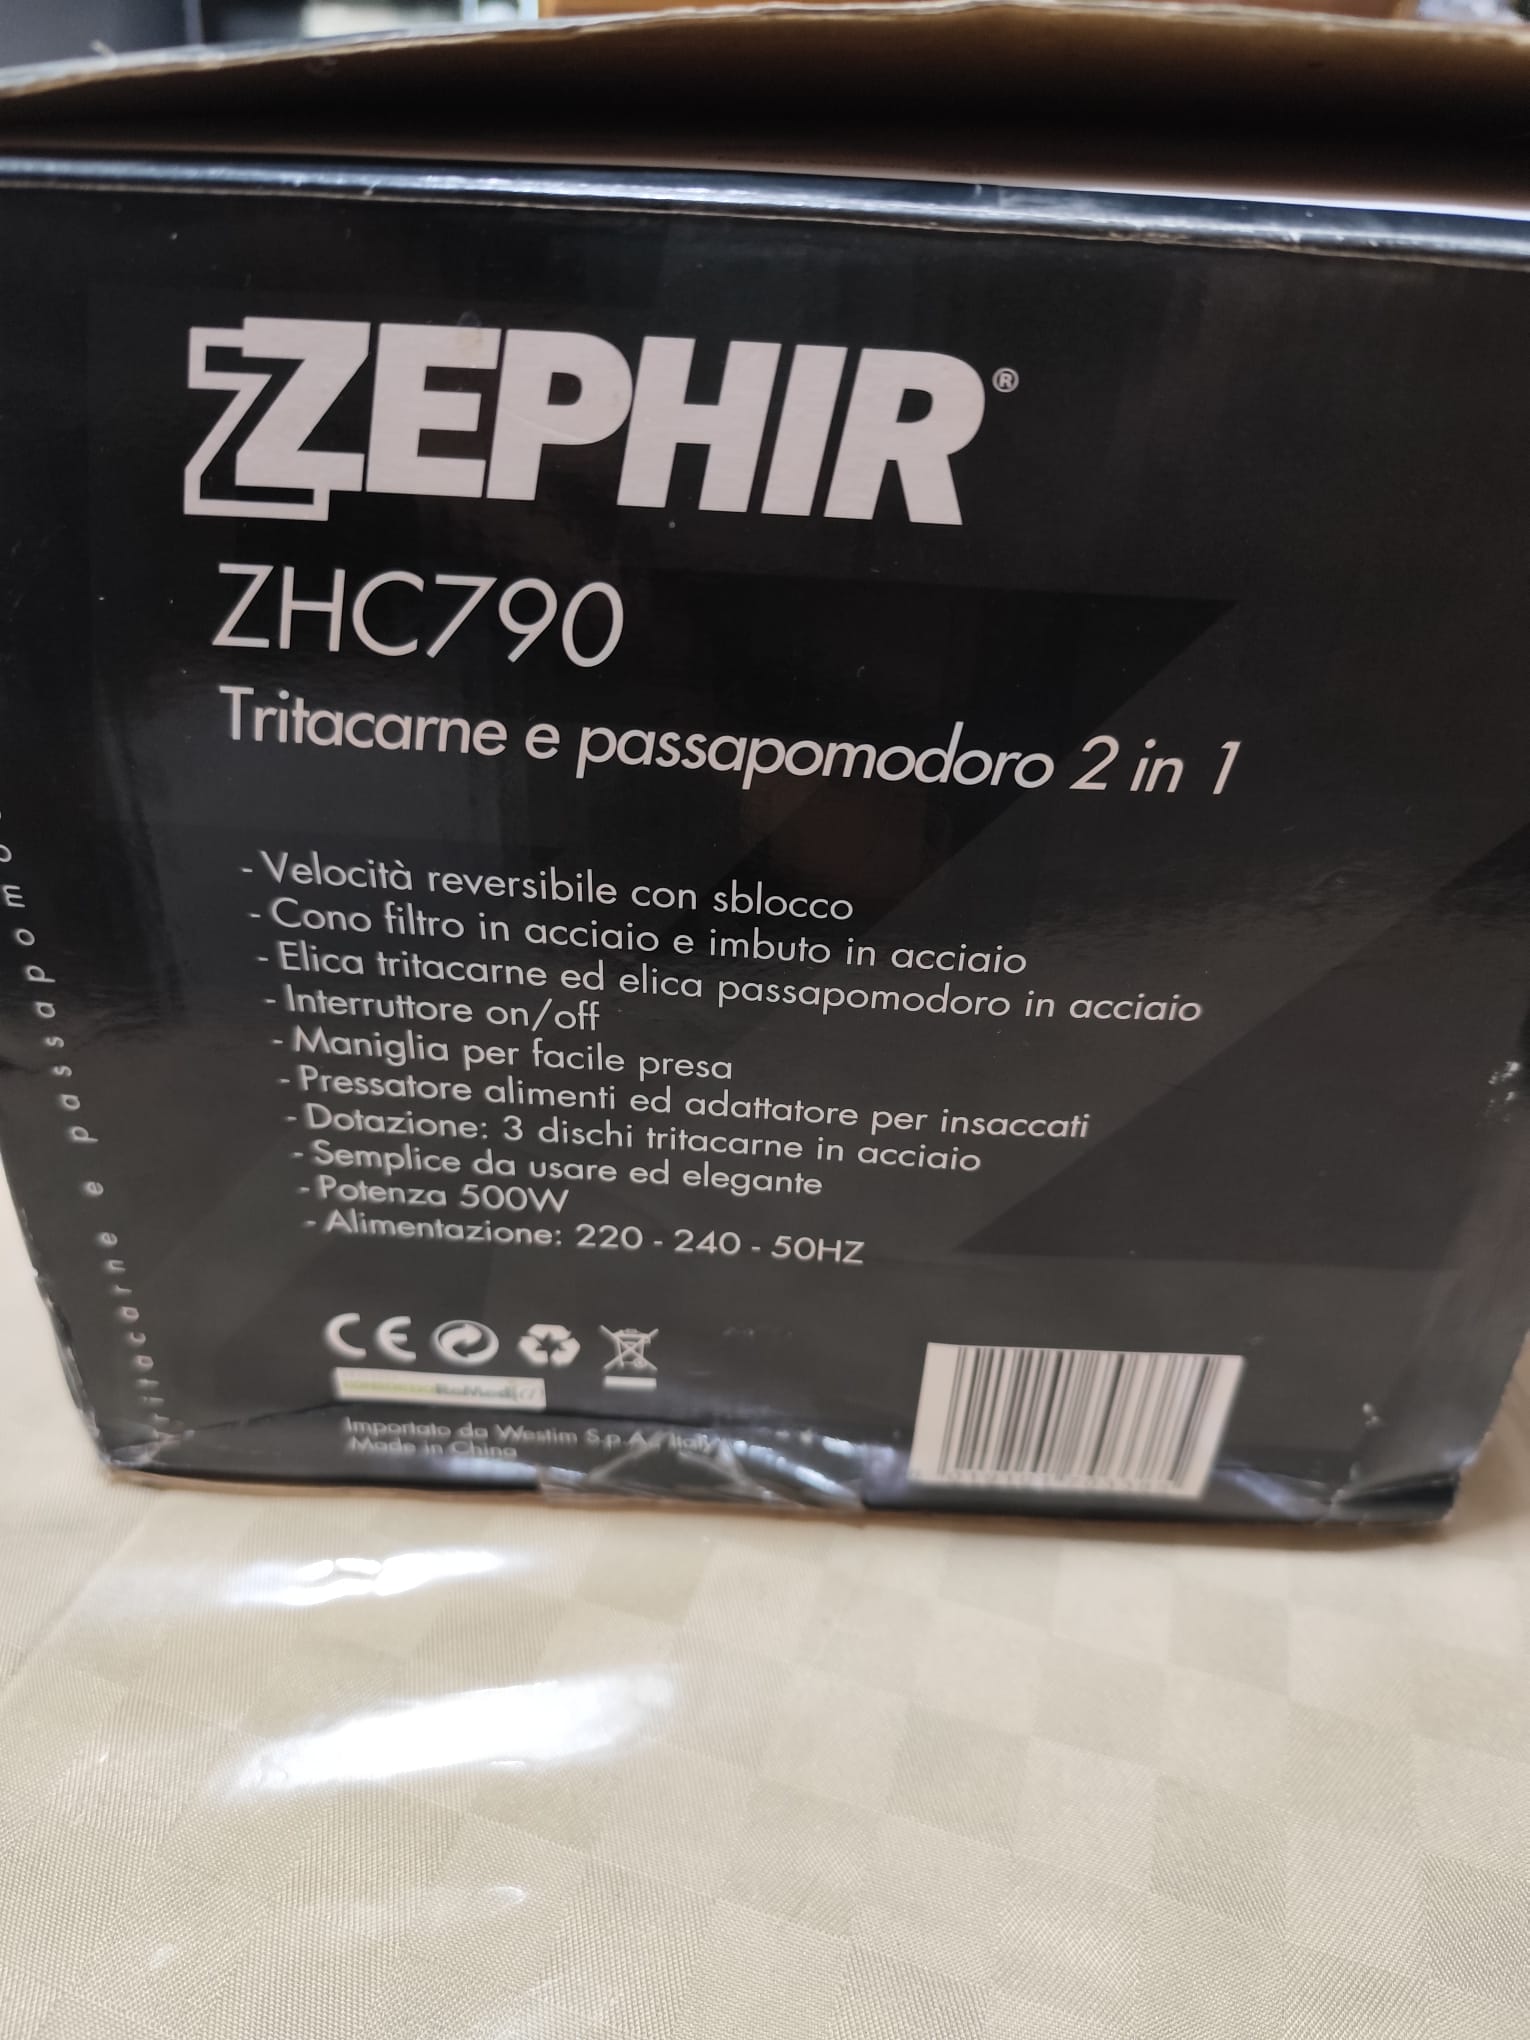 ZEPHIR®
ZHC790
Tritacarne e passapomodoro 2 in 1
- Velocità reversibile con sblocco
- Cono filtro in acciaio e imbuto in acciaio
- Elica tritacarne ed elica passapomodoro in acciaio
- Interruttore on/off
- Maniglia per facile presa
- Pressatore alimenti ed adattatore per insaccati
- Dotazione: 3 dischi tritacarne in acciaio
- Semplice da usare ed elegante
- Potenza 500W
- Alimentazione: 220 - 240 - 50HZ
CE
Importato da Westim S.p.A. Italy
Made in China
tritacarne e passapom